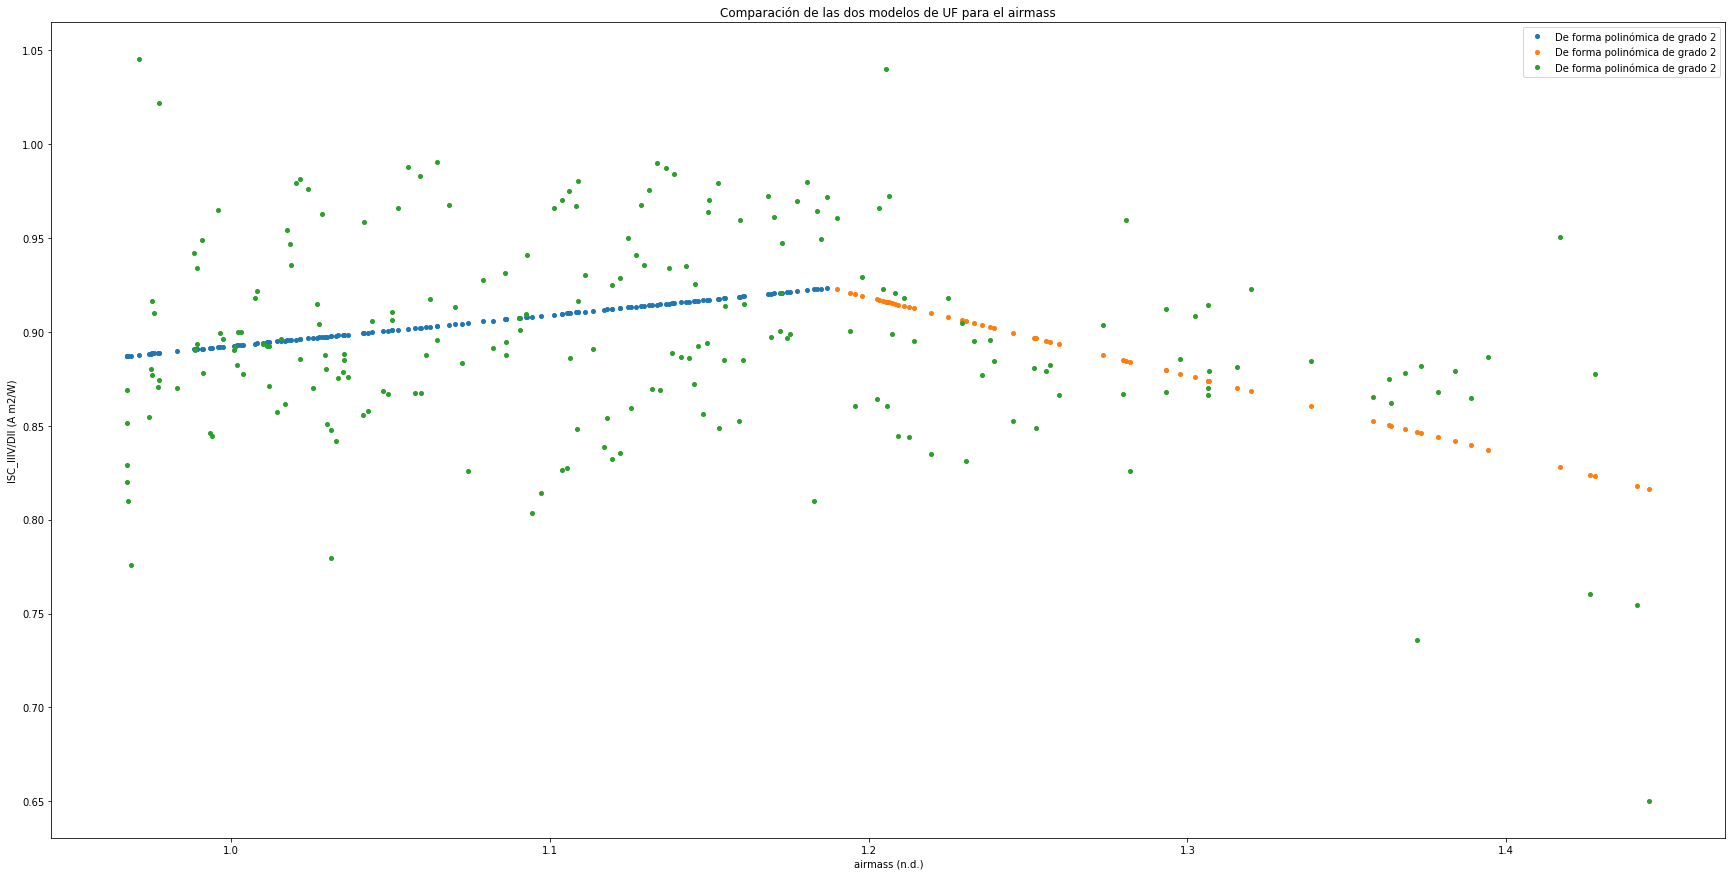 Comparación de las dos modelos de UF para el airmass
De forma polinómica de grado 2
De forma polinómica de grado 2
De forma polinómica de grado 2
ISC_IIIV/DII (A m2/W)
1.05
1.00
0.95
0.90
0.85
0.80
0.75
0.70
0.65
1.0
1.1
1.2
1.3
1.4
airmass (n.d.)